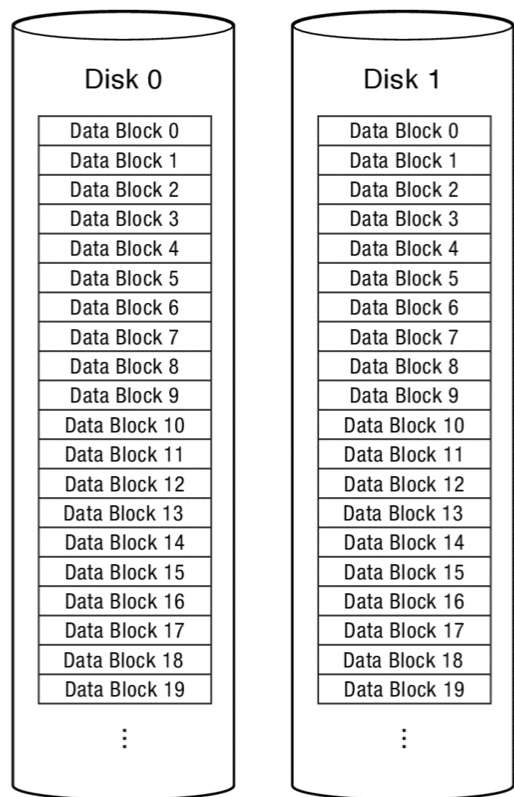 Disk 0
Data Block 0
Data Block 1
Data Block 2
Data Block 3
Data Block 4
Data Block 5
Data Block 6
Data Block 7
Data Block 8
Data Block 9
Data Block 10
Data Block 11
Data Block 12
Data Block 13
Data Block 14
Data Block 15
Data Block 16
Data Block 17
Data Block 18
Data Block 19
⋮
Disk 1
Data Block 0
Data Block 1
Data Block 2
Data Block 3
Data Block 4
Data Block 5
Data Block 6
Data Block 7
Data Block 8
Data Block 9
Data Block 10
Data Block 11
Data Block 12
Data Block 13
Data Block 14
Data Block 15
Data Block 16
Data Block 17
Data Block 18
Data Block 19
⋮